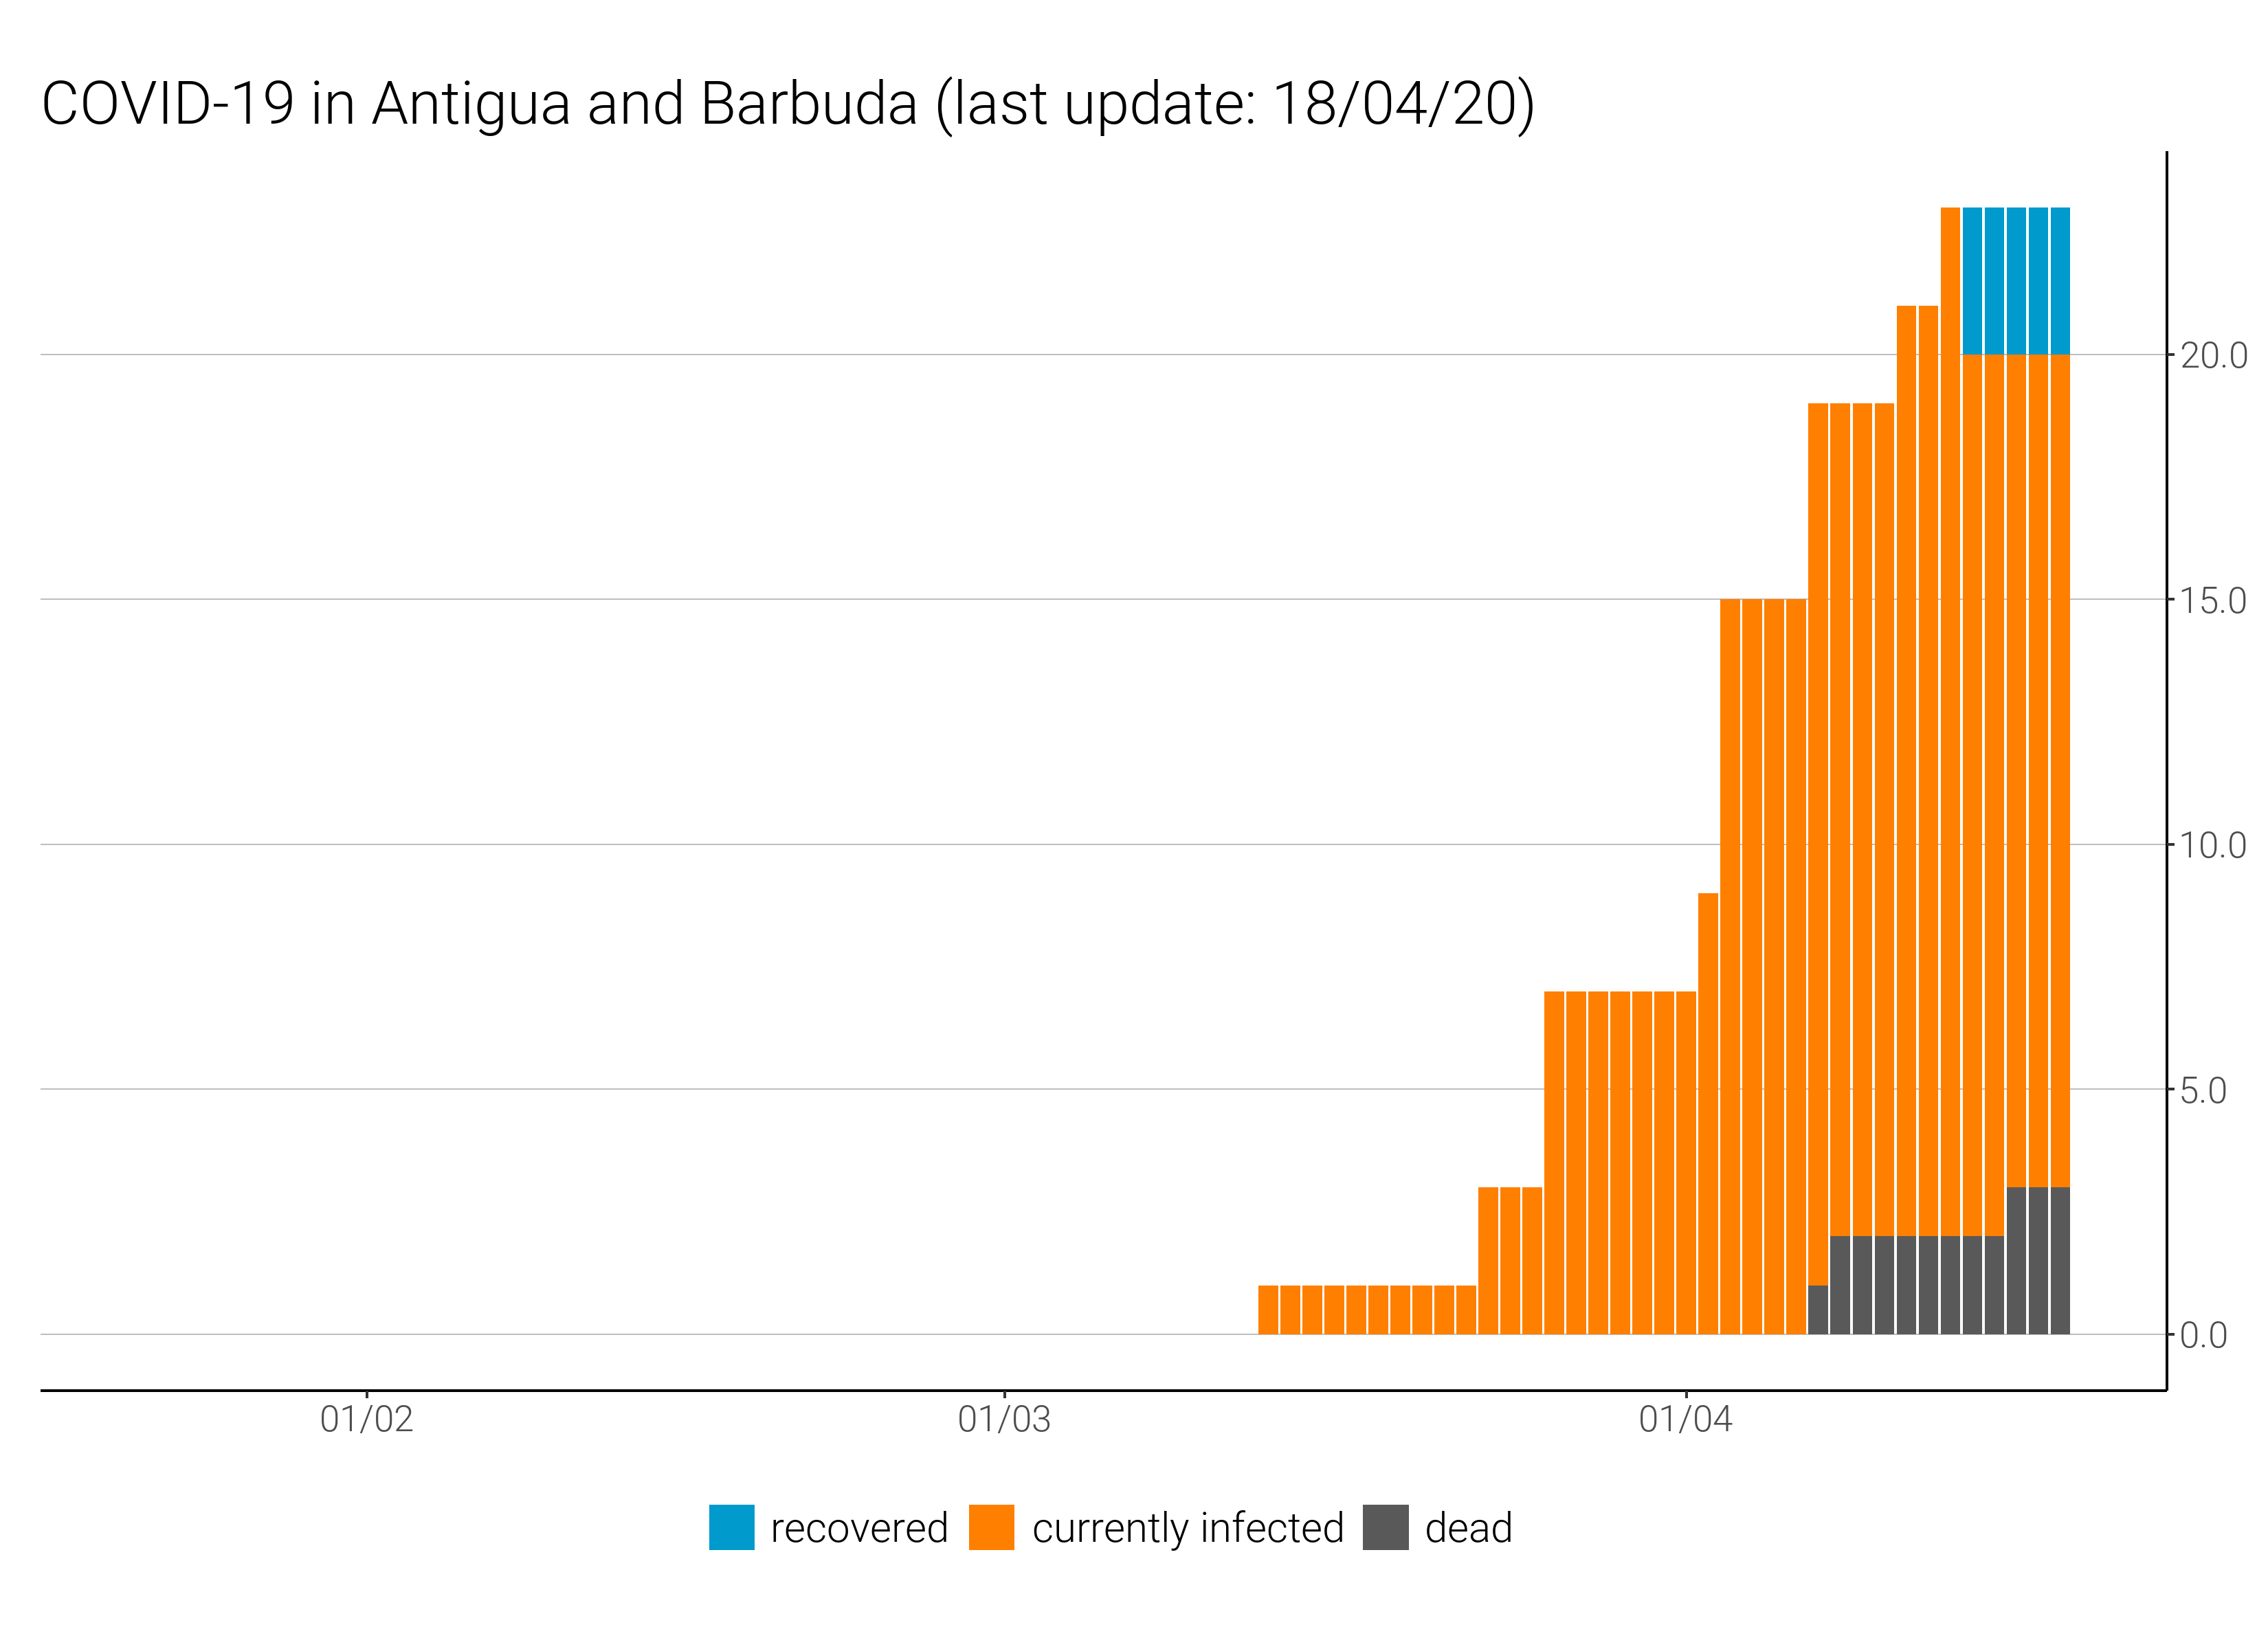 COVID-19 in Antigua and Barbuda (last update: 18/04/20)
20.0
15.0
10.0
5.0
0.0
01/02 01/03 01/04
recovered currently infected dead